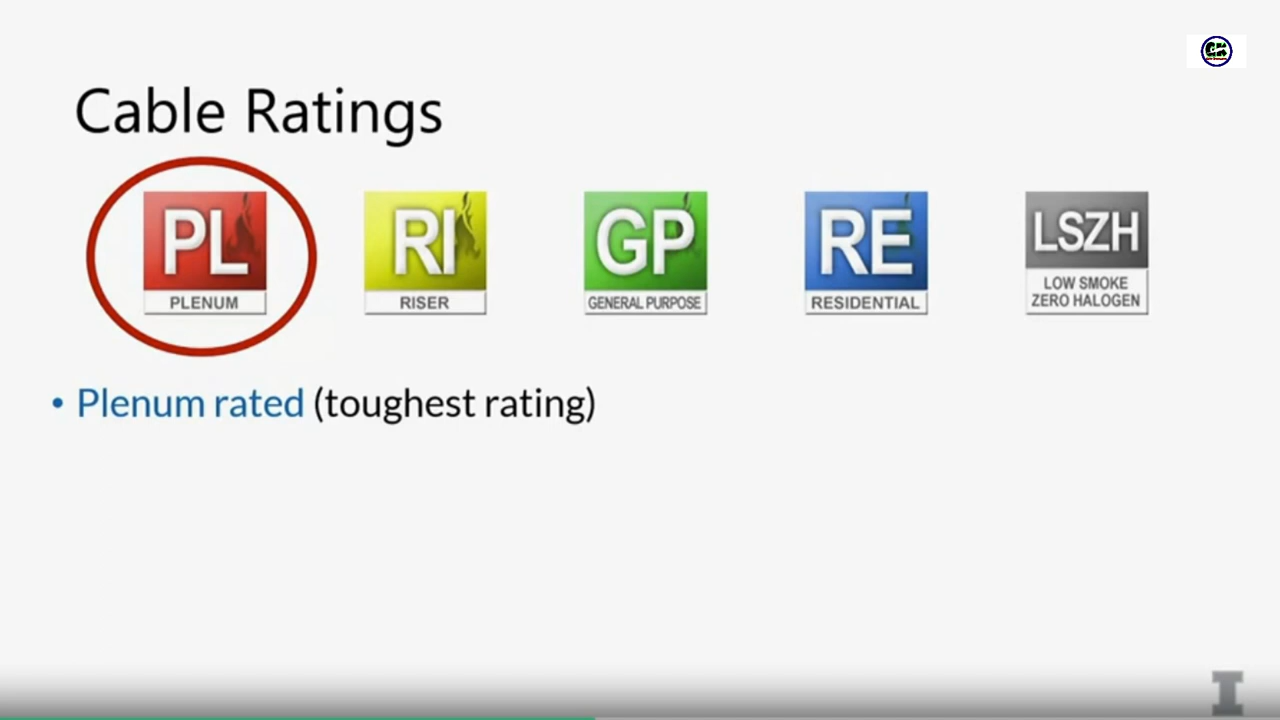 Cable Ratings
PL
PLENUM
RI
RISER
GP
GENERAL PURPOSE
RE
RESIDENTIAL
LSZH
LOW SMOKE
ZERO HALOGEN
• Plenum rated (toughest rating)
I